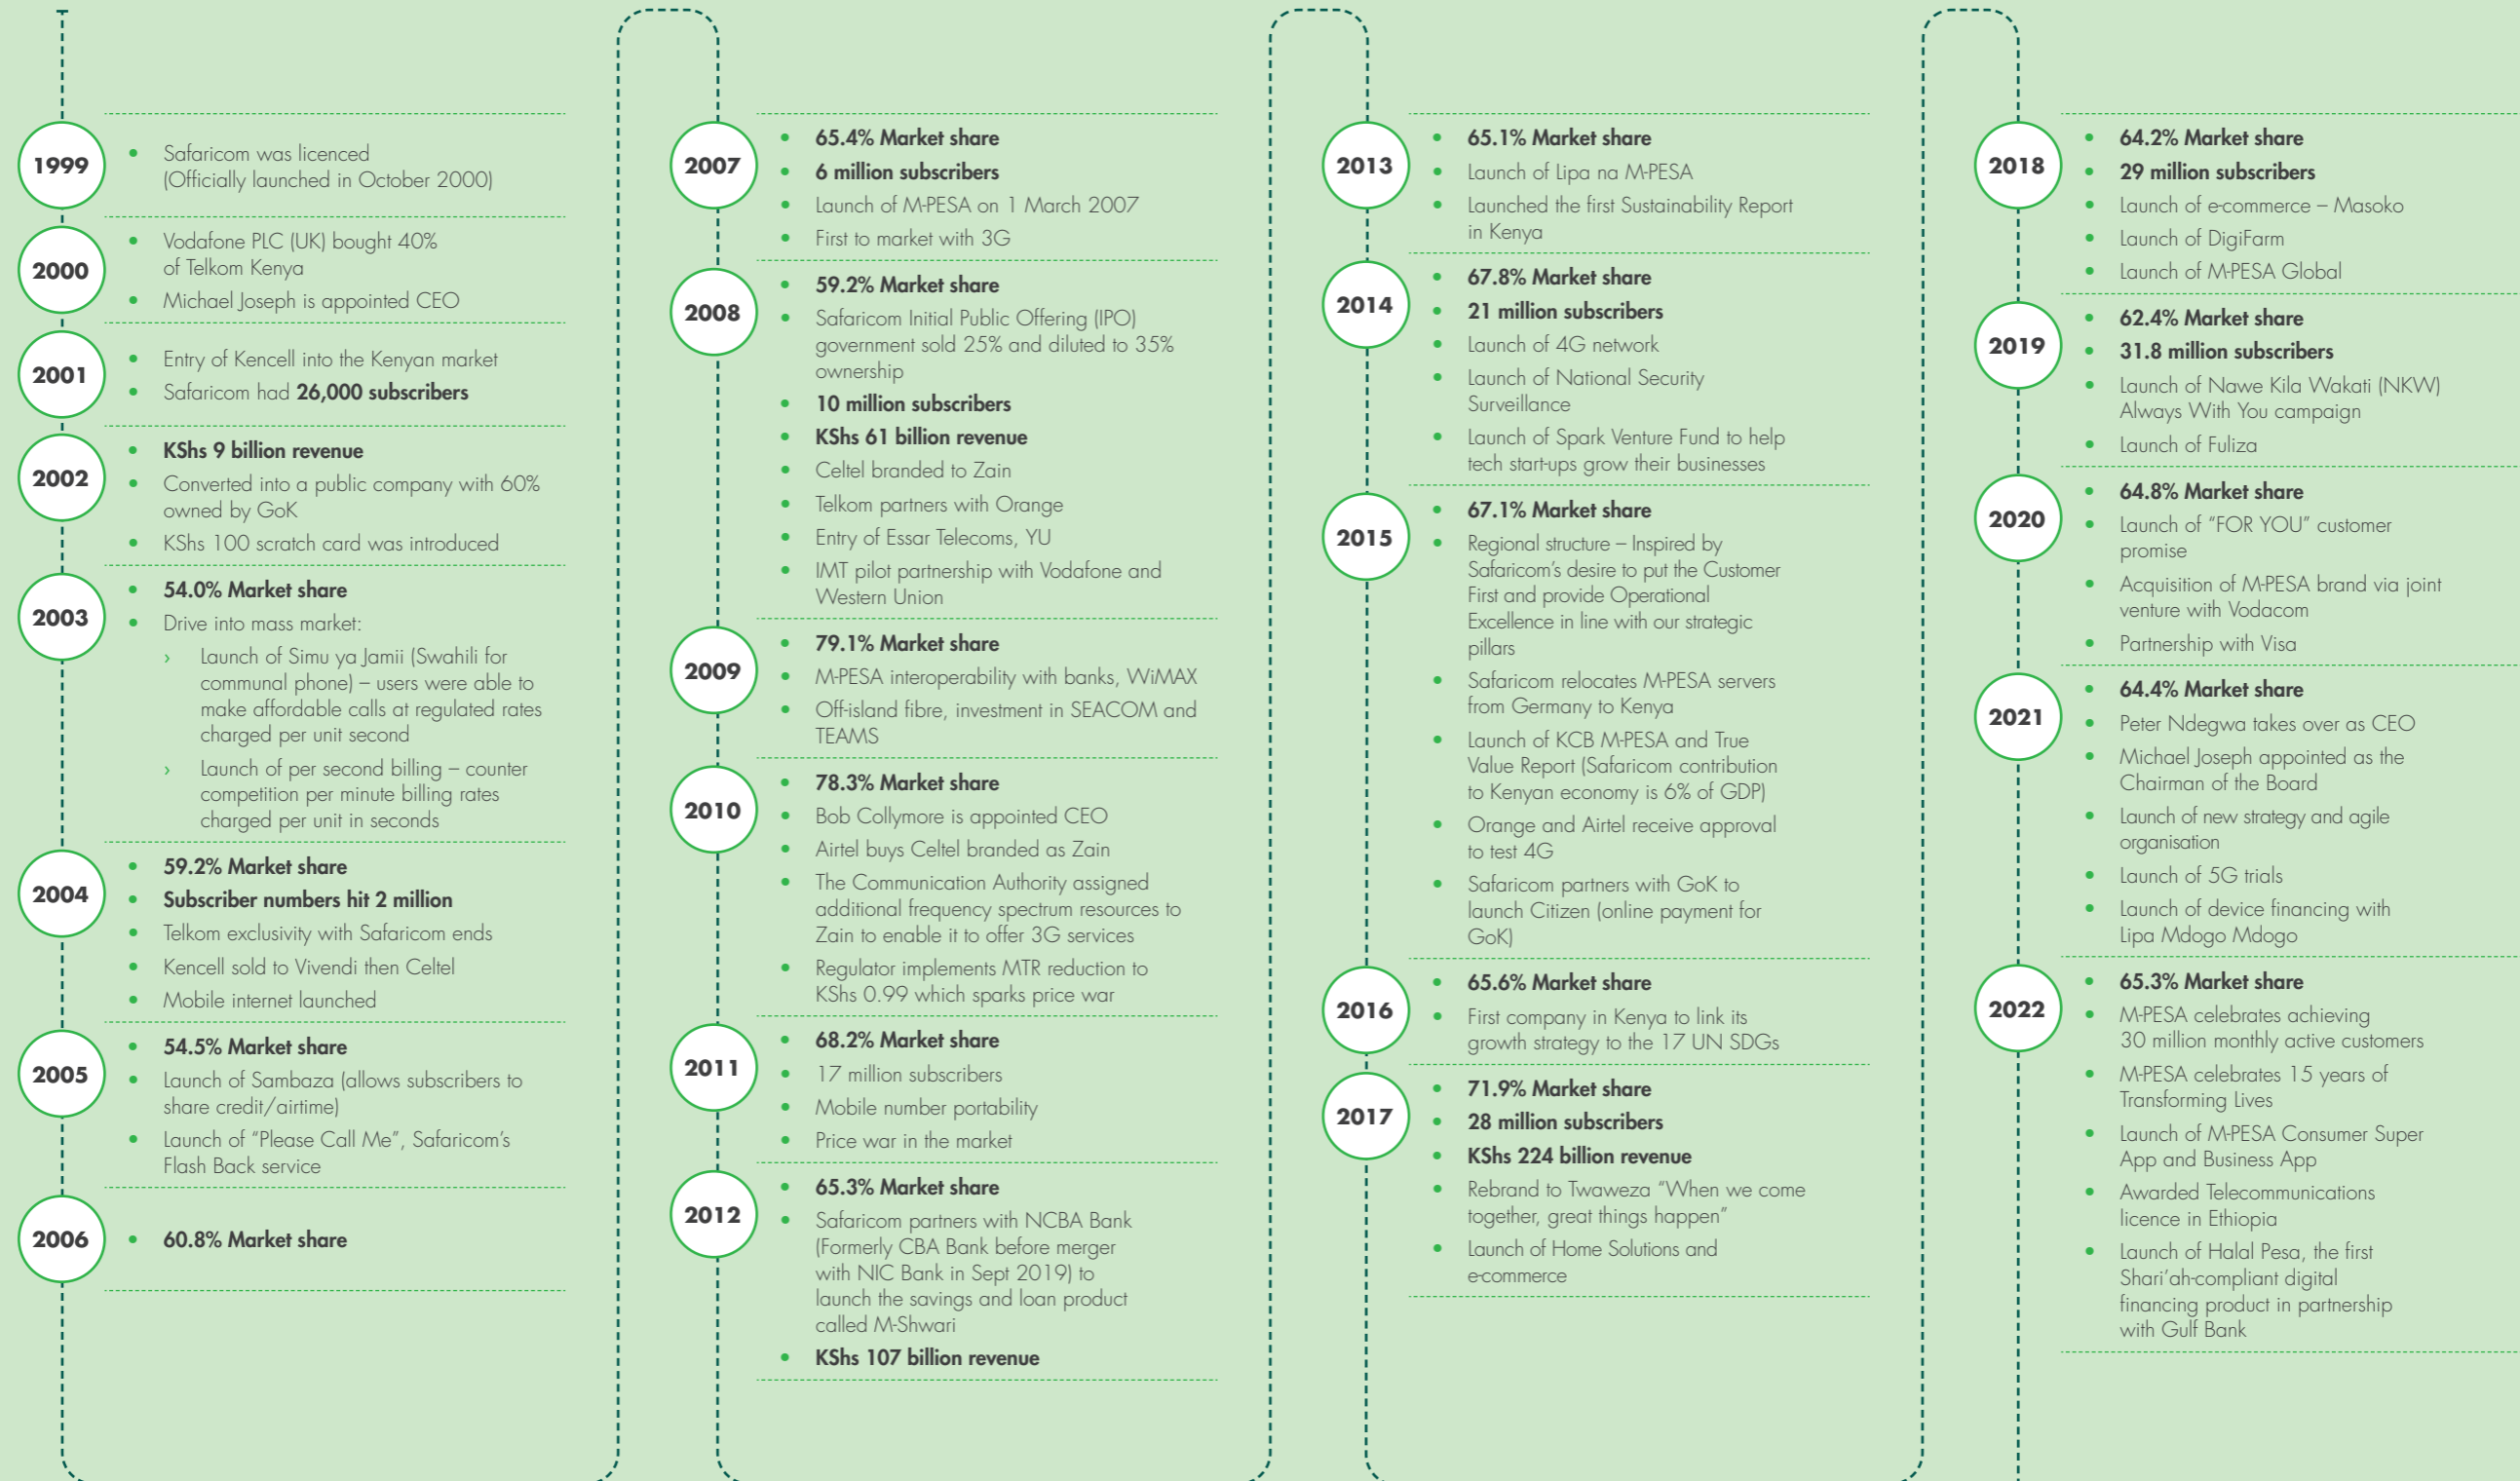 1999
• Safaricom was licenced
(Officially launched in October 2000)
2000
• Vodafone PLC (UK) bought 40%
of Telkom Kenya
• Michael Joseph is appointed CEO
2001
• Entry of Kencell into the Kenyan market
• Safaricom had 26,000 subscribers
2002
• KShs 9 billion revenue
• Converted into a public company with 60%
owned by GoK
• KShs 100 scratch card was introduced
2003
• 54.0% Market share
• Drive into mass market:
› Launch of Simu ya Jamii (Swahili for
communal phone) – users were able to
make affordable calls at regulated rates
charged per unit second
› Launch of per second billing – counter
competition per minute billing rates
charged per unit in seconds
2004
• 59.2% Market share
• Subscriber numbers hit 2 million
• Telkom exclusivity with Safaricom ends
• Kencell sold to Vivendi then Celtel
• Mobile internet launched
2005
• 54.5% Market share
• Launch of Sambaza (allows subscribers to
share credit/airtime)
• Launch of “Please Call Me”, Safaricom’s
Flash Back service
2006
• 60.8% Market share
2007
• 65.4% Market share
• 6 million subscribers
• Launch of M-PESA on 1 March 2007
• First to market with 3G
2008
• 59.2% Market share
• Safaricom Initial Public Offering (IPO)
government sold 25% and diluted to 35%
ownership
• 10 million subscribers
• KShs 61 billion revenue
• Celtel branded to Zain
• Telkom partners with Orange
• Entry of Essar Telecoms, YU
• IMT pilot partnership with Vodafone and
Western Union
2009
• 79.1% Market share
• M-PESA interoperability with banks, WiMAX
• Off-island fibre, investment in SEACOM and
TEAMS
2010
• 78.3% Market share
• Bob Collymore is appointed CEO
• Airtel buys Celtel branded as Zain
• The Communication Authority assigned
additional frequency spectrum resources to
Zain to enable it to offer 3G services
• Regulator implements MTR reduction to
KShs 0.99 which sparks price war
2011
• 68.2% Market share
• 17 million subscribers
• Mobile number portability
• Price war in the market
2012
• 65.3% Market share
• Safaricom partners with NCBA Bank
(Formerly CBA Bank before merger
with NIC Bank in Sept 2019) to
launch the savings and loan product
called M-Shwari
• KShs 107 billion revenue
2013
• 65.1% Market share
• Launch of Lipa na M-PESA
• Launched the first Sustainability Report
in Kenya
2014
• 67.8% Market share
• 21 million subscribers
• Launch of 4G network
• Launch of National Security
Surveillance
• Launch of Spark Venture Fund to help
tech start-ups grow their businesses
2015
• 67.1% Market share
• Regional structure – Inspired by
Safaricom’s desire to put the Customer
First and provide Operational
Excellence in line with our strategic
pillars
• Safaricom relocates M-PESA servers
from Germany to Kenya
• Launch of KCB M-PESA and True
Value Report (Safaricom contribution
to Kenyan economy is 6% of GDP)
• Orange and Airtel receive approval
to test 4G
• Safaricom partners with GoK to
launch Citizen (online payment for
GoK)
2016
• 65.6% Market share
• First company in Kenya to link its
growth strategy to the 17 UN SDGs
2017
• 71.9% Market share
• 28 million subscribers
• KShs 224 billion revenue
• Rebrand to Twaweza “When we come
together, great things happen”
• Launch of Home Solutions and
e-commerce
2018
• 64.2% Market share
• 29 million subscribers
• Launch of e-commerce – Masoko
• Launch of DigiFarm
• Launch of M-PESA Global
2019
• 62.4% Market share
• 31.8 million subscribers
• Launch of Nawe Kila Wakati (NKW)
Always With You campaign
• Launch of Fuliza
2020
• 64.8% Market share
• Launch of “FOR YOU” customer
promise
• Acquisition of M-PESA brand via joint
venture with Vodacom
• Partnership with Visa
2021
• 64.4% Market share
• Peter Ndegwa takes over as CEO
• Michael Joseph appointed as the
Chairman of the Board
• Launch of new strategy and agile
organisation
• Launch of 5G trials
• Launch of device financing with
Lipa Mdogo Mdogo
2022
• 65.3% Market share
• M-PESA celebrates achieving
30 million monthly active customers
• M-PESA celebrates 15 years of
Transforming Lives
• Launch of M-PESA Consumer Super
App and Business App
• Awarded Telecommunications
licence in Ethiopia
• Launch of Halal Pesa, the first
Shari’ah-compliant digital
financing product in partnership
with Gulf Bank